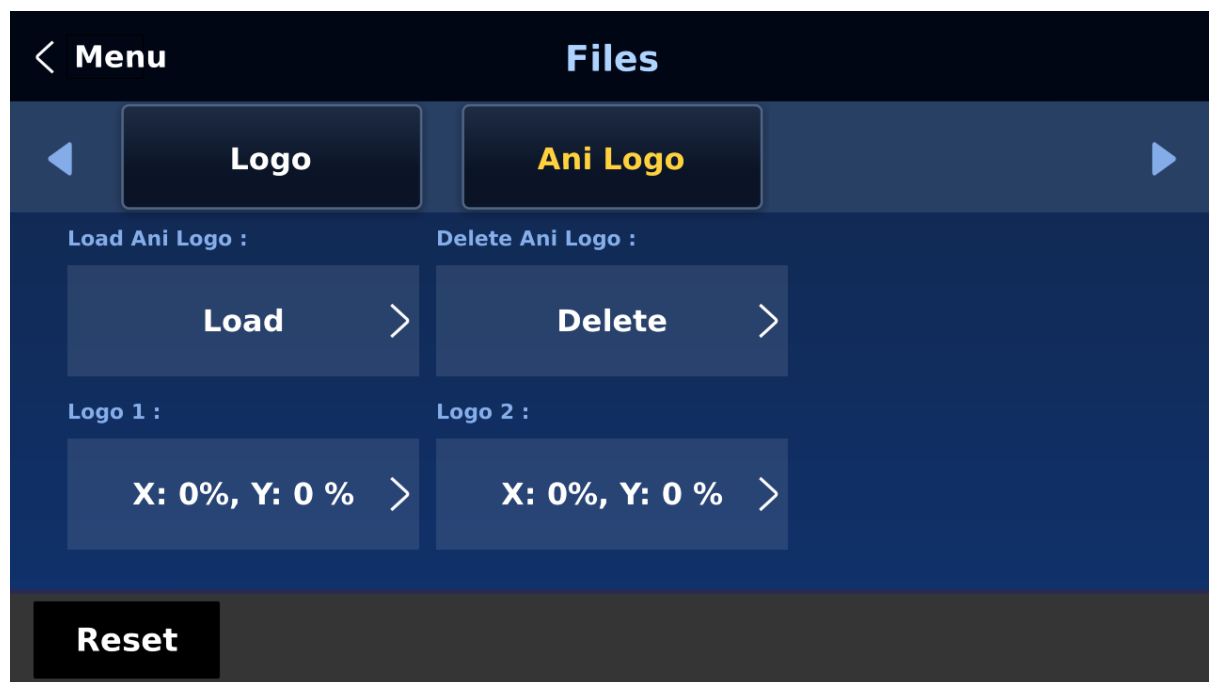 Menu
Files
Logo
Ani Logo
Load Ani Logo :
Delete Ani Logo :
Load
Delete
Logo 1 :
Logo 2 :
X: 0%, Y: 0 %
X: 0%, Y: 0 %
Reset